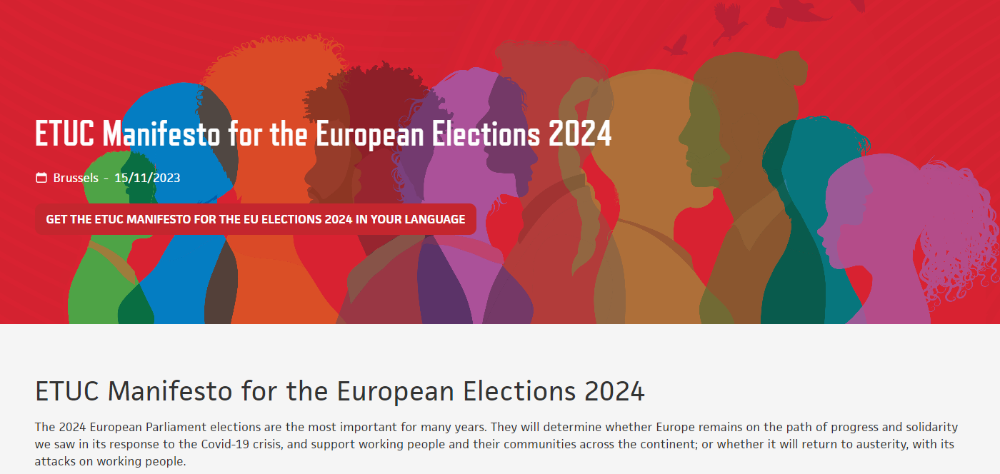 ETUC Manifesto for the European Elections 2024
Brussels - 15/11/2023
GET THE ETUC MANIFESTO FOR THE EU ELECTIONS 2024 IN YOUR LANGUAGE
ETUC Manifesto for the European Elections 2024
The 2024 European Parliament elections are the most important for many years. They will determine whether Europe remains on the path of progress and solidarity
we saw in its response to the Covid-19 crisis, and support working people and their communities across the continent; or whether it will return to austerity, with its
attacks on working people.